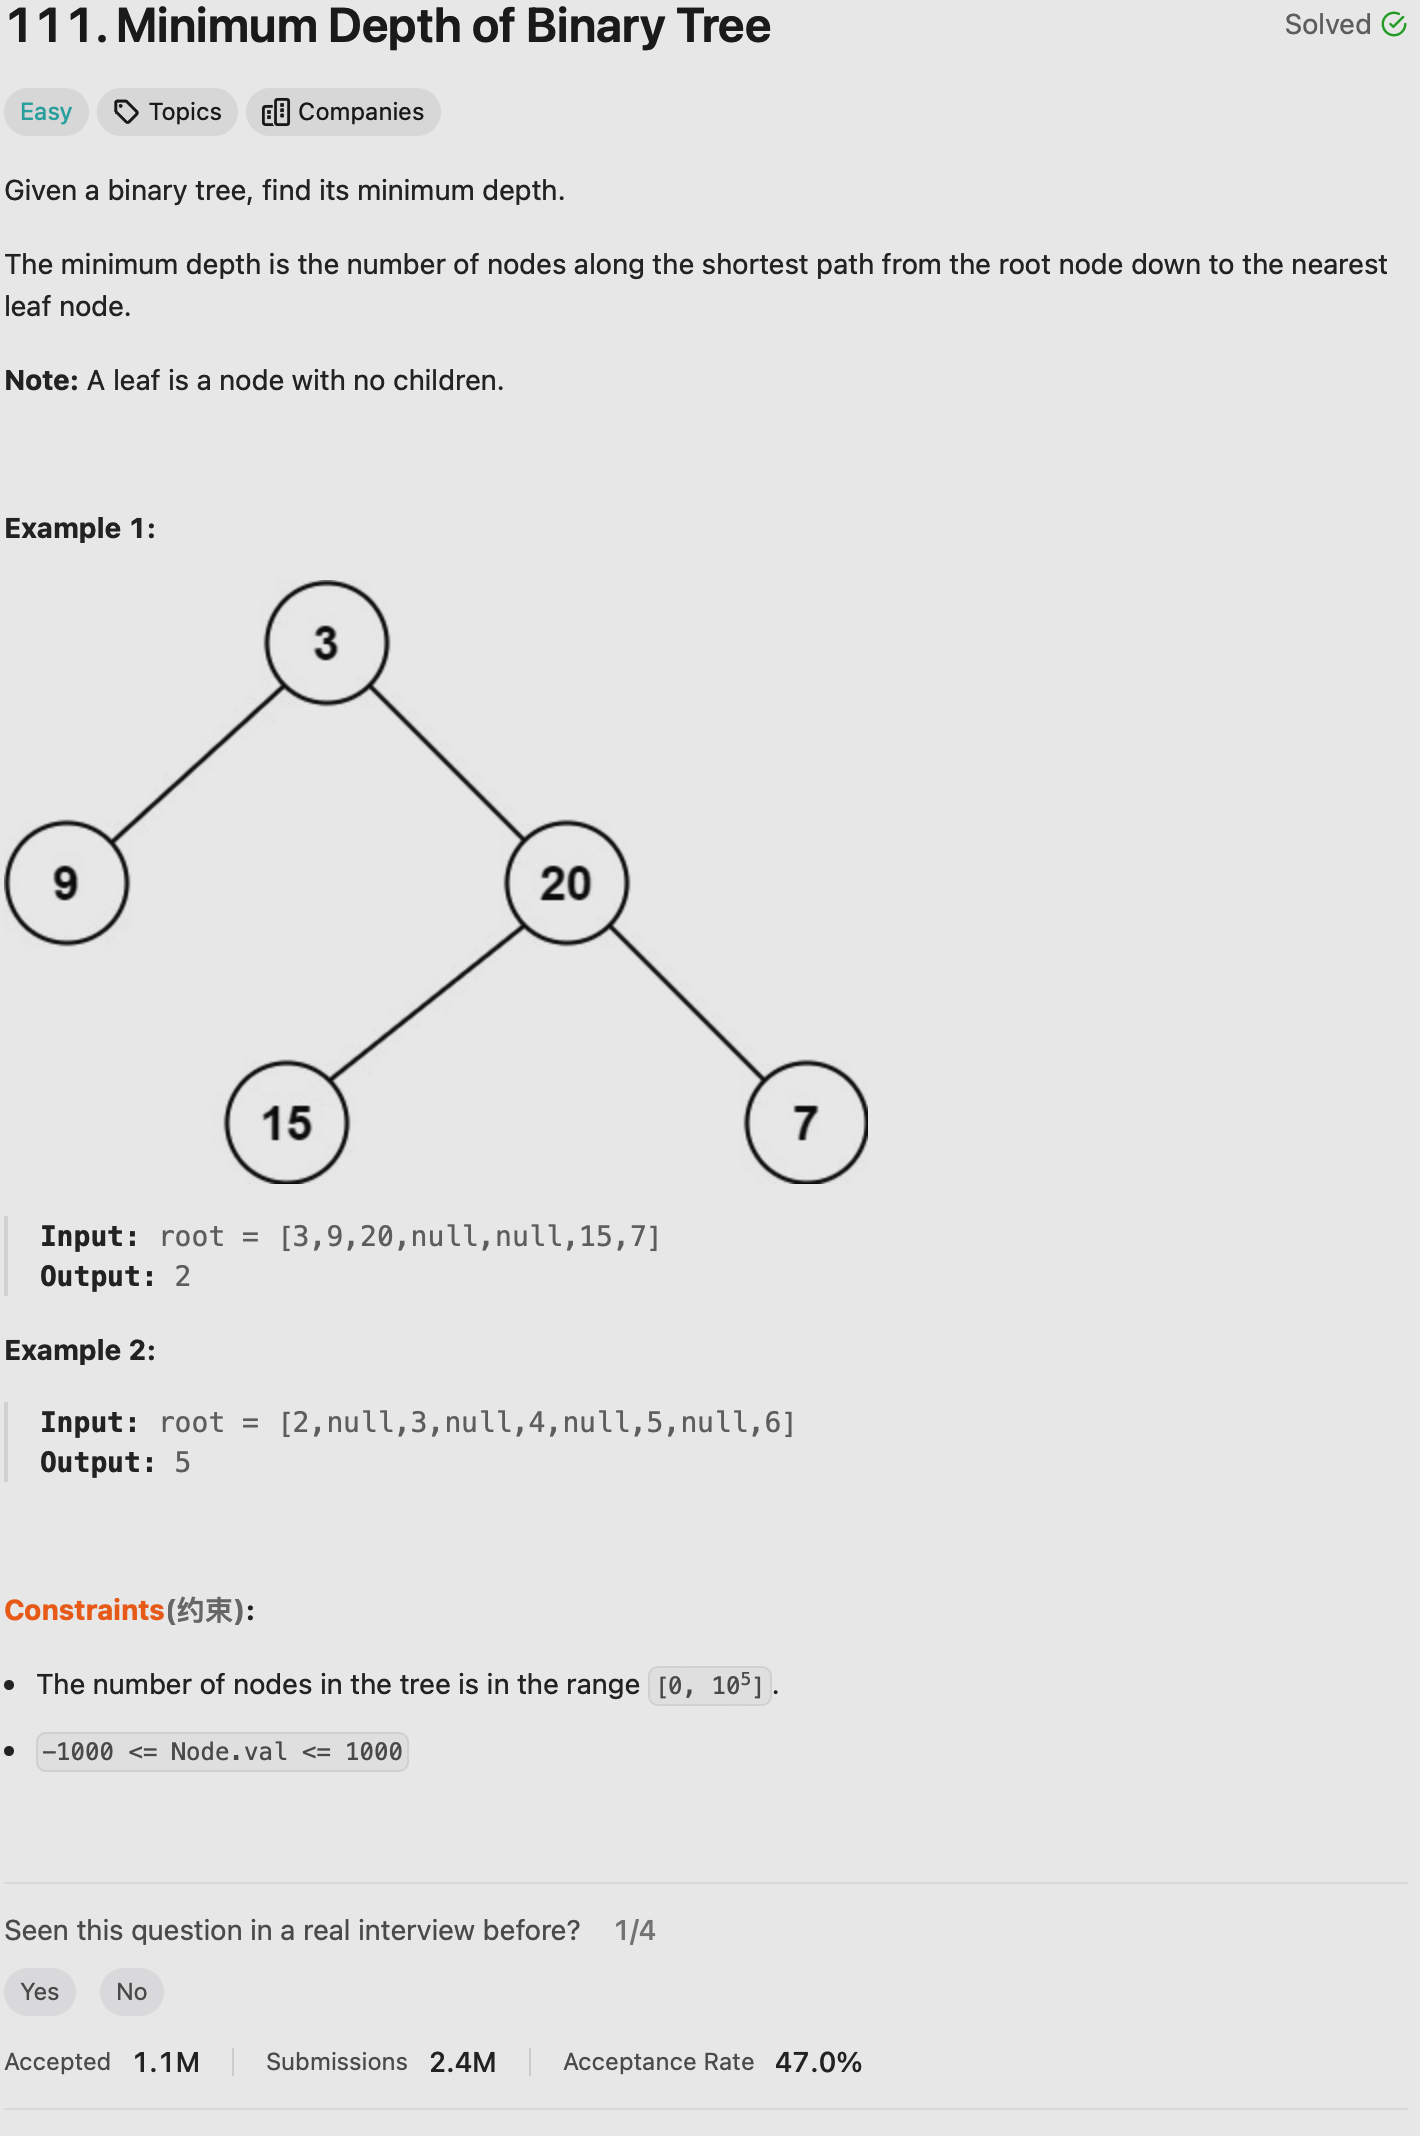 111. Minimum Depth of Binary Tree
Solved
Easy
Topics
Companies
Given a binary tree, find its minimum depth.
The minimum depth is the number of nodes along the shortest path from the root node down to the nearest
leaf node.
Note: A leaf is a node with no children.
Example 1:
3
9
20
15
7
Input: root = [3,9,20,null,null,15,7]
Output: 2
Example 2:
Input: root = [2,null,3,null,4,null,5,null,6]
Output: 5
Constraints(约束):
• The number of nodes in the tree is in the range [0, 10⁵].
• -1000 <= Node.val <= 1000
Seen this question in a real interview before? 1/4
Yes
No
Accepted 1.1M
Submissions 2.4M
Acceptance Rate 47.0%